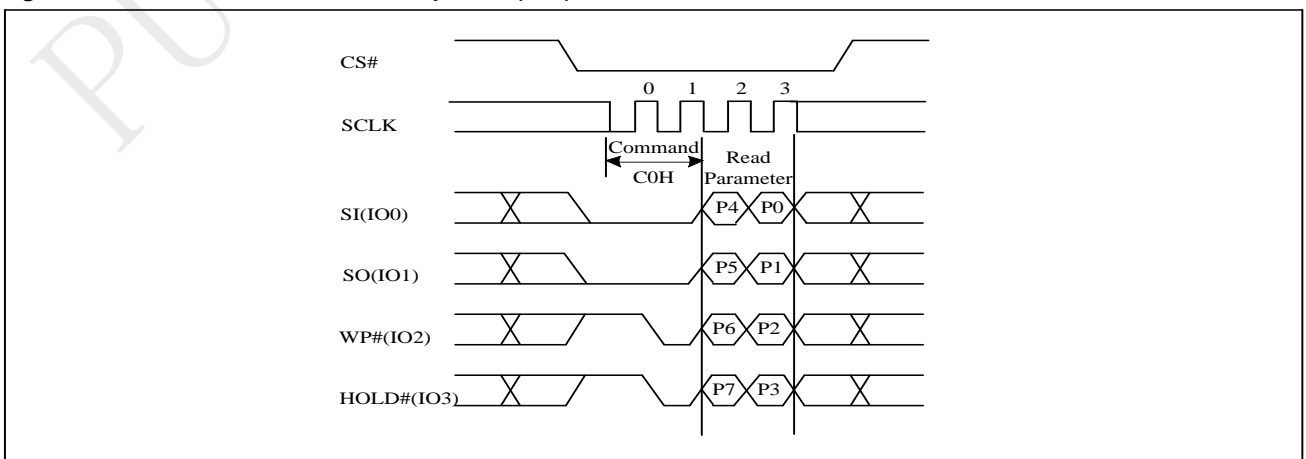 CS#
0 1 2 3
SCLK
Command
C0H
Read
Parameter
SI(IO0)
P4 P0
SO(IO1)
P5 P1
WP#(IO2)
P6 P2
HOLD#(IO3)
P7 P3